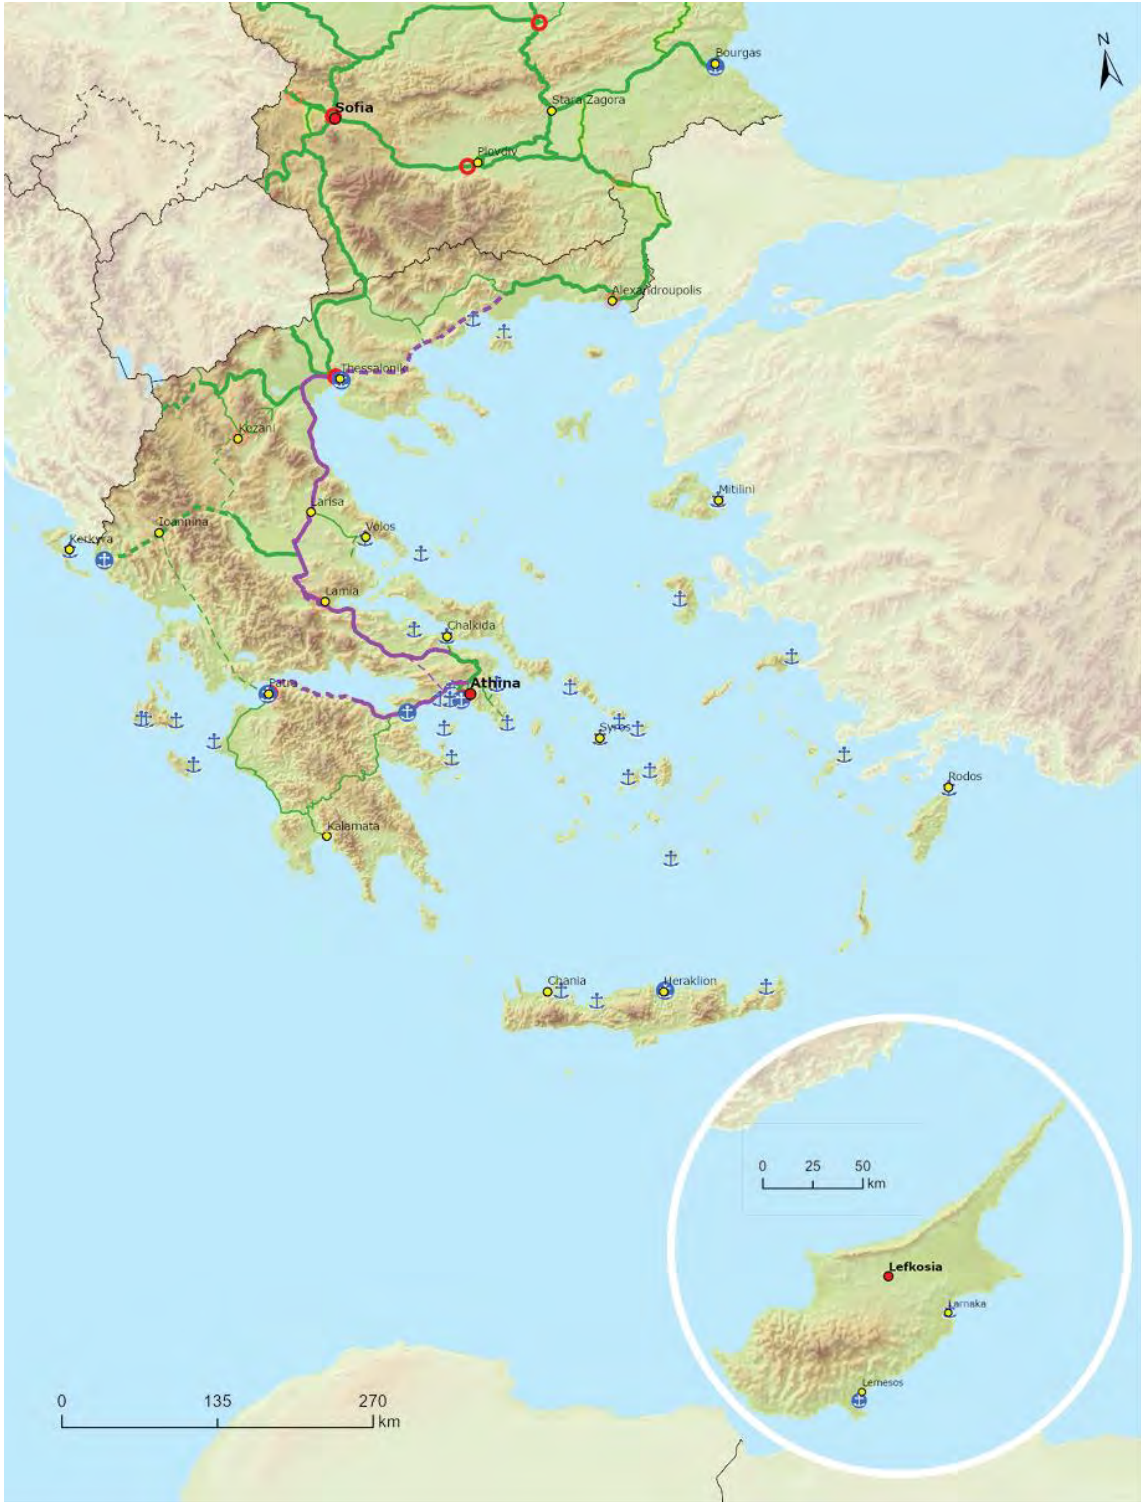 N
Bourgas
Stara Zagora
Sofia
Plovdiv
Alexandroupolis
Thessaloniki
Kozani
Mitilini
Larisa
Ioannina
Volos
Kerkyra
Lamia
Chalkida
Patra
Athina
Syros
Rodos
Kalamata
Chania
Heraklion
0 25 50
km
Lefkosia
Larnaka
Lemesos
0 135 270
km